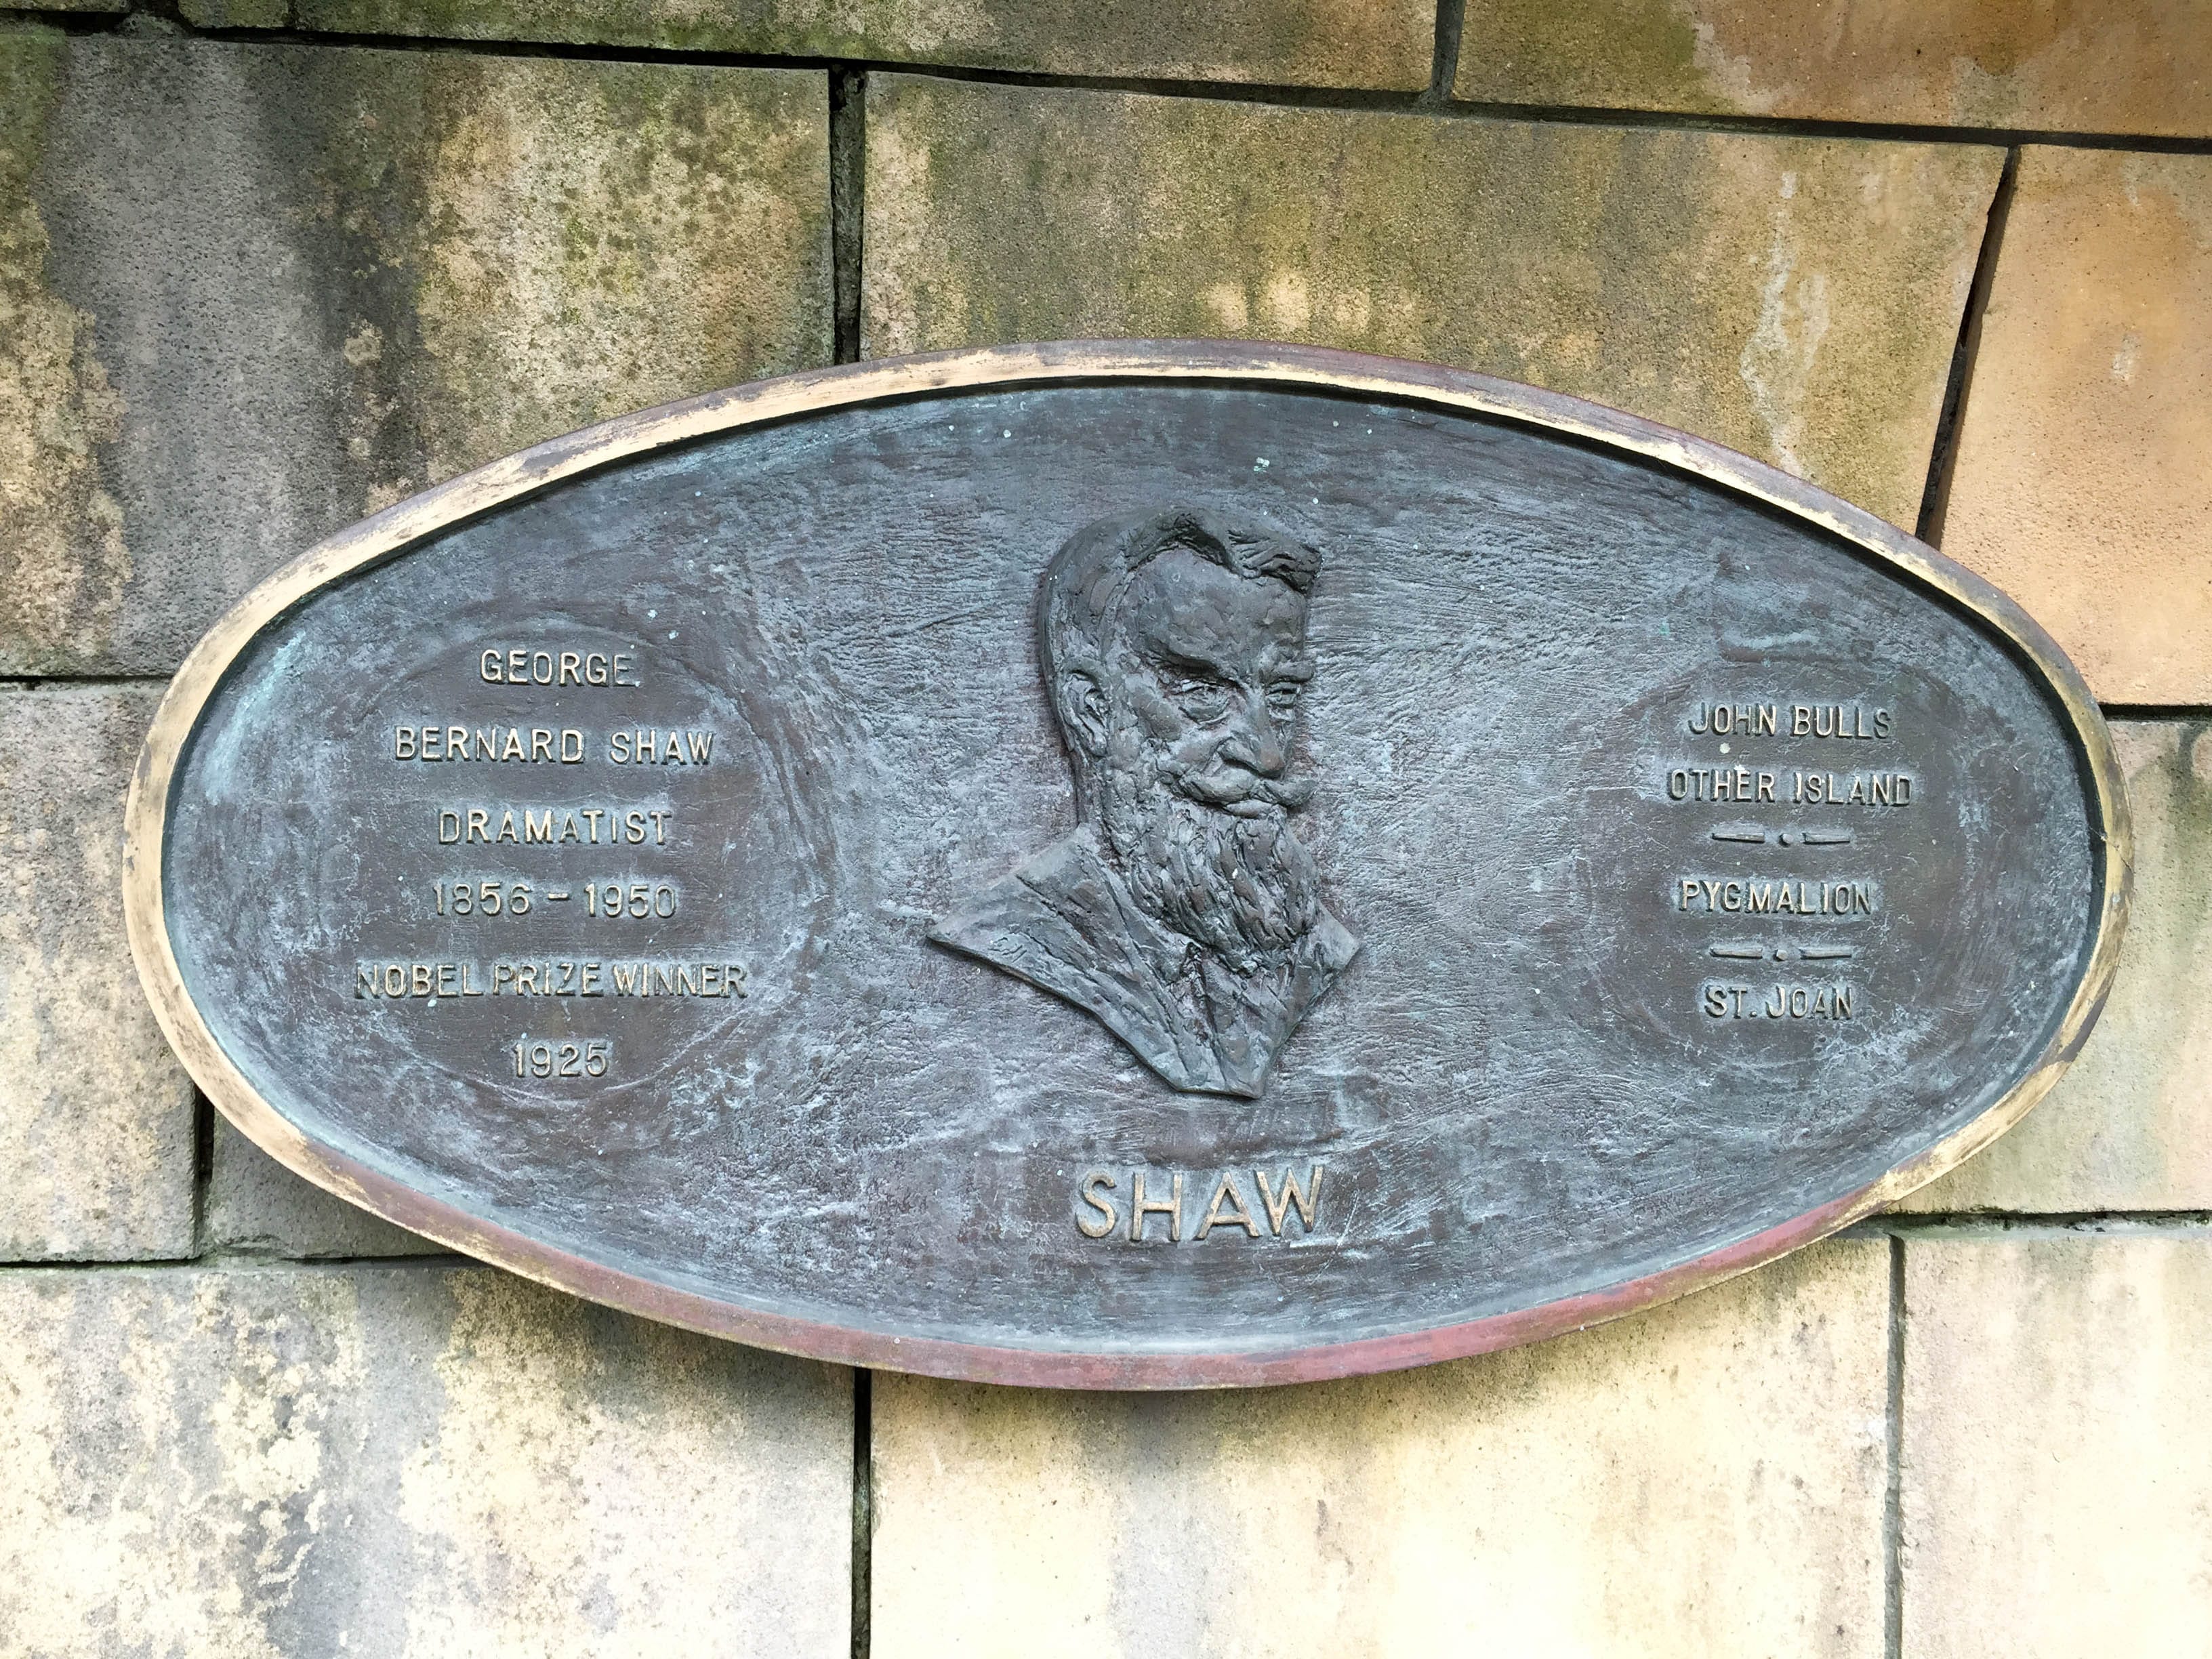 GEORGE
BERNARD SHAW
DRAMATIST
1856 - 1950
NOBEL PRIZE WINNER
1925
JOHN BULLS
OTHER ISLAND
PYGMALION
ST. JOAN
SHAW